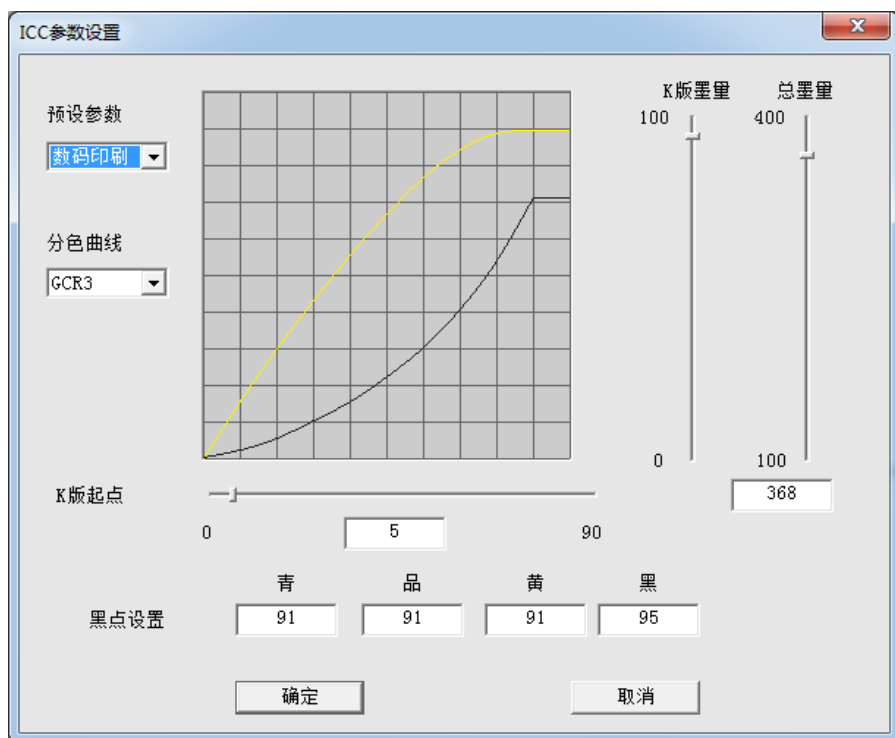 ICC参数设置
预设参数
数码印刷
分色曲线
GCR3
K版墨量
总墨量
100
400
0
100
368
K版起点
0
5
90
青
品
黄
黑
黑点设置
91
91
91
95
确定
取消